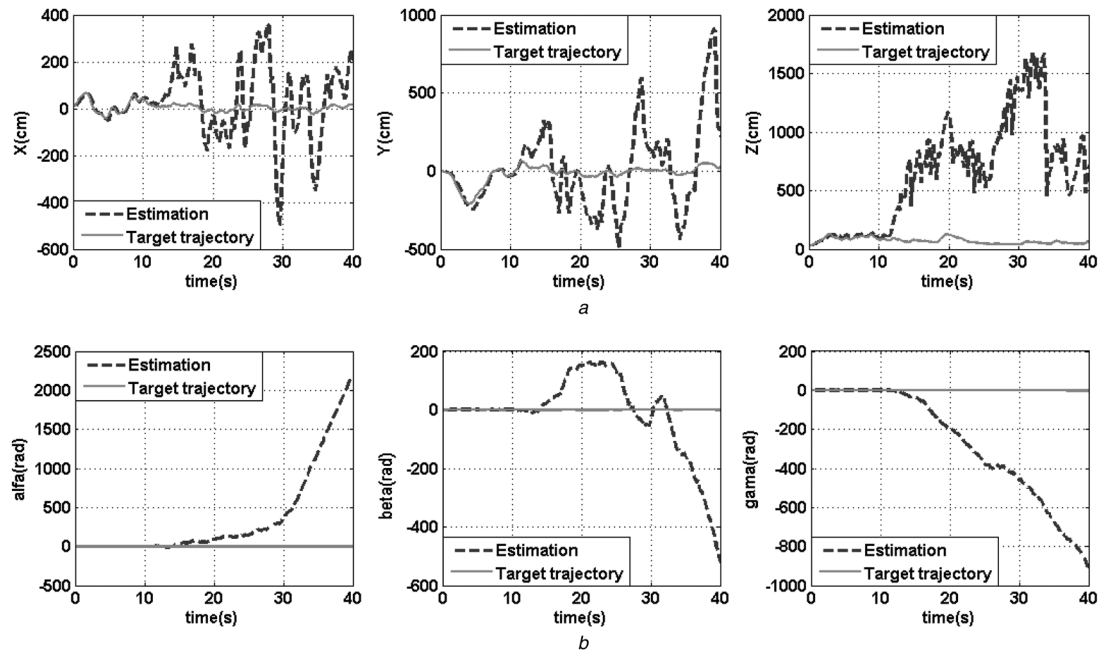 400
200
0
-200
-400
-600
X(cm)
Estimation
Target trajectory
0 10 20 30 40
time(s)
1000
500
0
-500
Y(cm)
Estimation
Target trajectory
0 10 20 30 40
time(s)
2000
1500
1000
500
0
Z(cm)
Estimation
Target trajectory
0 10 20 30 40
time(s)
a
2500
2000
1500
1000
500
0
-500
alfa(rad)
Estimation
Target trajectory
0 10 20 30 40
time(s)
200
0
-200
-400
-600
beta(rad)
Estimation
Target trajectory
0 10 20 30 40
time(s)
200
0
-200
-400
-600
-800
-1000
gama(rad)
Estimation
Target trajectory
0 10 20 30 40
time(s)
b